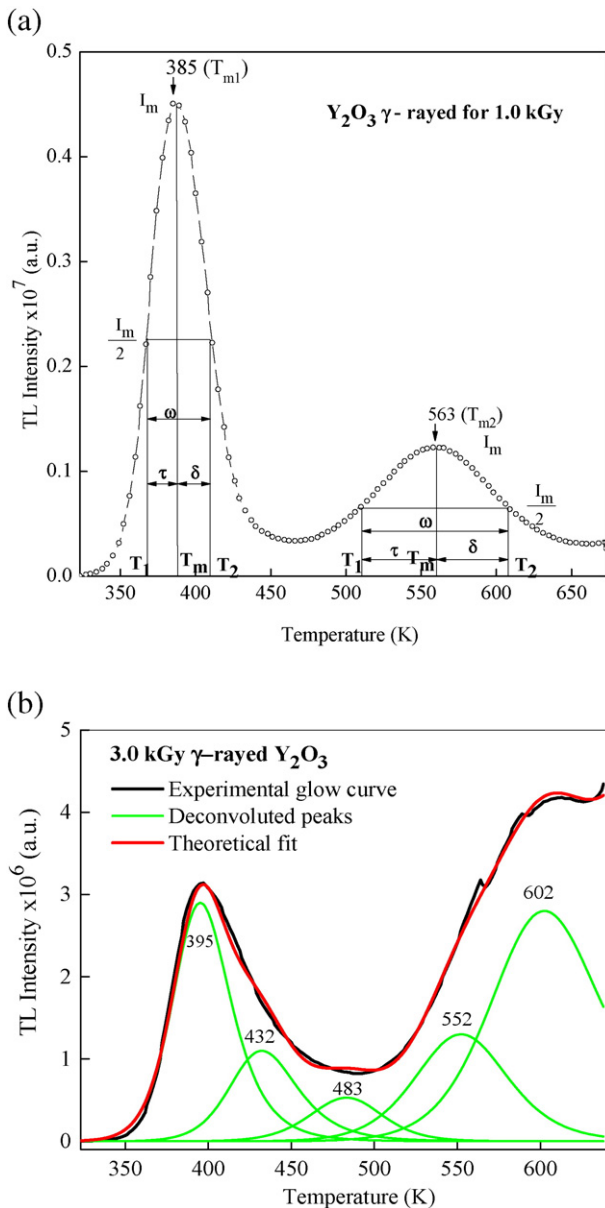 (a)
385 (Tm1)
Im
Y2O3 γ - rayed for 1.0 kGy
0.5
0.4
0.3
0.2
0.1
0.0
TL Intensity x10^7 (a.u.)
Im
2
ω
τ δ
T1 Tm T2
563 (Tm2)
Im
Im
2
ω
τ δ
T1 Tm T2
350 400 450 500 550 600 650
Temperature (K)
(b)
3.0 kGy γ–rayed Y2O3
Experimental glow curve
Deconvoluted peaks
Theoretical fit
5
4
3
2
1
0
TL Intensity x10^6 (a.u.)
395
432
483
552
602
350 400 450 500 550 600
Temperature (K)